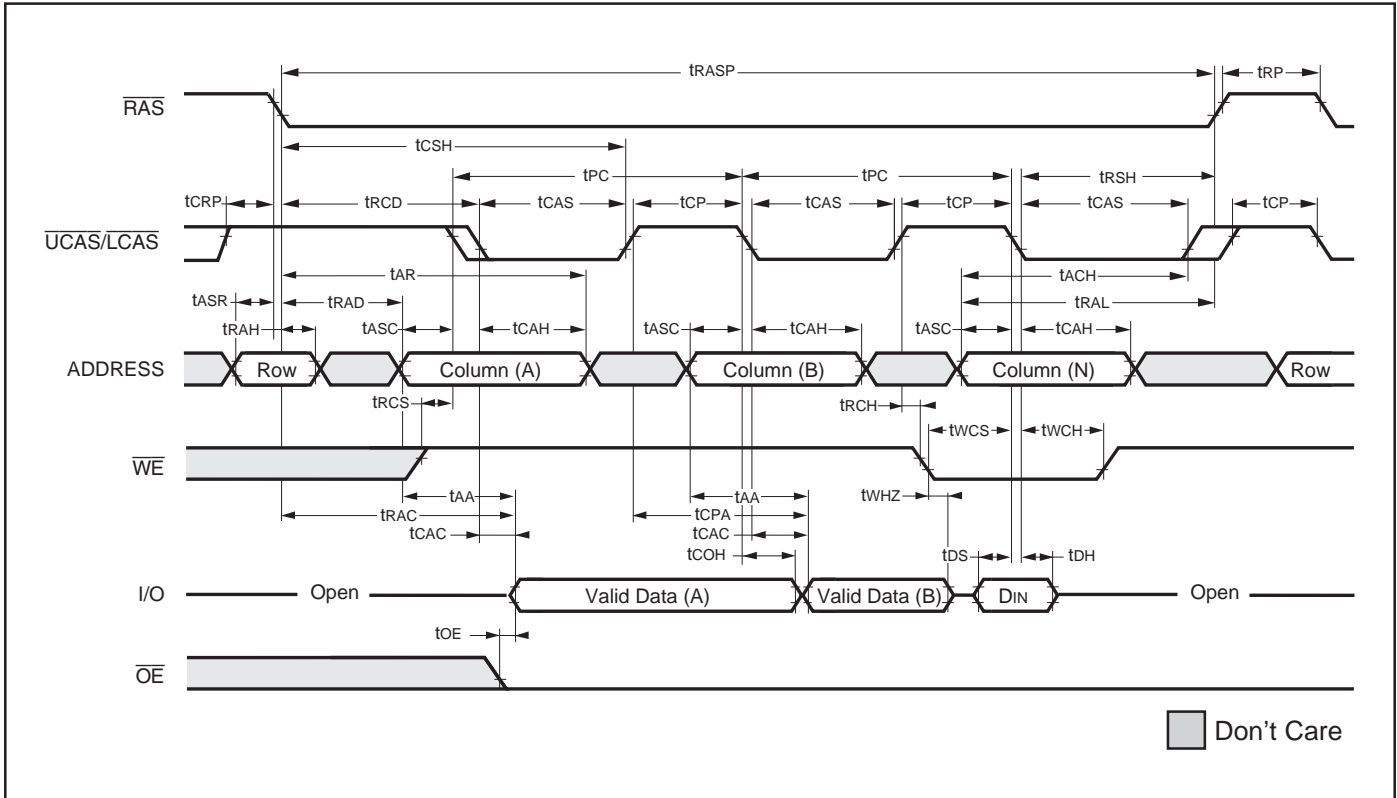 tRASP
tRP
RAS
tCSH
tPC
tPC
tRSH
tCRP
tRCD
tCAS
tCP
tCAS
tCP
tCAS
tCP
UCAS/LCAS
tAR
tACH
tASR
tRAD
tRAL
tRAH
tASC
tCAH
tASC
tCAH
tASC
tCAH
ADDRESS
Row
Column (A)
Column (B)
Column (N)
Row
tRCS
tRCH
tWCS
tWCH
WE
tAA
tAA
tWHZ
tRAC
tCPA
tCAC
tCAC
tCOH
tDS
tDH
I/O
Open
Valid Data (A)
Valid Data (B)
DIN
Open
tOE
OE
Don't Care